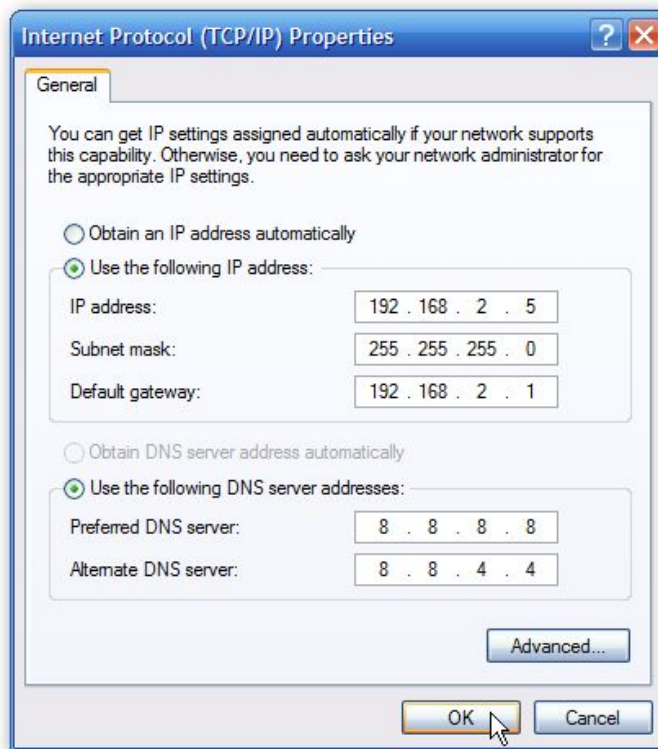 Internet Protocol (TCP/IP) Properties
?
General
You can get IP settings assigned automatically if your network supports
this capability. Otherwise, you need to ask your network administrator for
the appropriate IP settings.
Obtain an IP address automatically
Use the following IP address:
IP address: 192 . 168 . 2 . 5
Subnet mask: 255 . 255 . 255 . 0
Default gateway: 192 . 168 . 2 . 1
Obtain DNS server address automatically
Use the following DNS server addresses:
Preferred DNS server: 8 . 8 . 8 . 8
Alternate DNS server: 8 . 8 . 4 . 4
Advanced...
OK Cancel